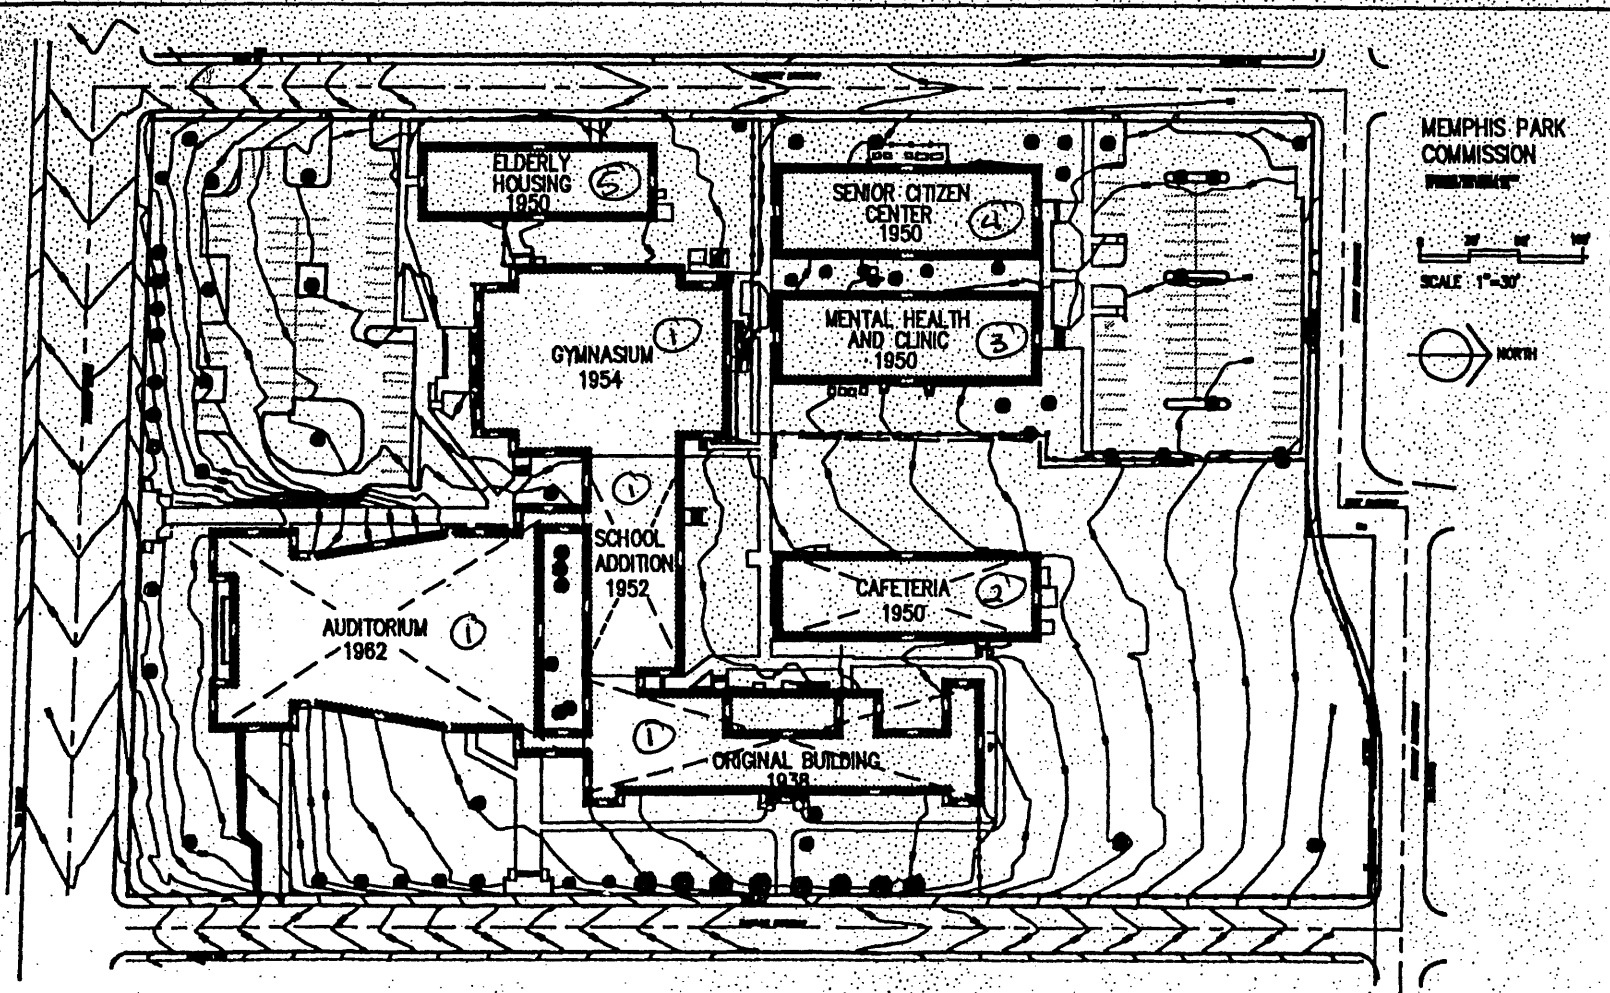 MEMPHIS PARK
COMMISSION
SCALE 1"=30'
NORTH
ELDERLY
HOUSING
1950
5
SENIOR CITIZEN
CENTER
1950
4
MENTAL HEALTH
AND CLINIC
1950
3
GYMNASIUM
1954
1
SCHOOL
ADDITION
1952
1
CAFETERIA
1950
2
AUDITORIUM
1962
1
ORIGINAL BUILDING
1938
1